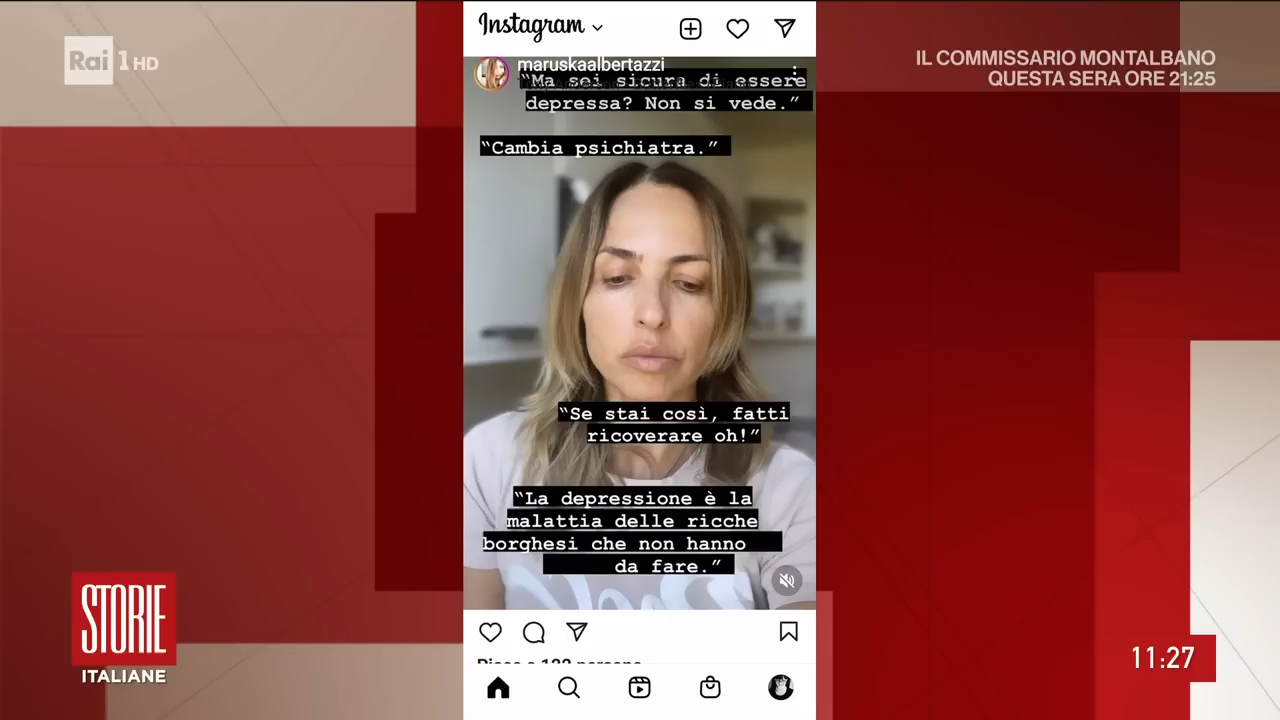 Rai 1 HD
IL COMMISSARIO MONTALBANO
QUESTA SERA ORE 21:25
Instagram
maruskaalbertazzi
“Ma sei sicura di essere
depressa? Non si vede.”
“Cambia psichiatra.”
“Se stai così, fatti
ricoverare oh!”
“La depressione è la
malattia delle ricche
borghesi che non hanno
da fare.”
STORIE
ITALIANE
11:27